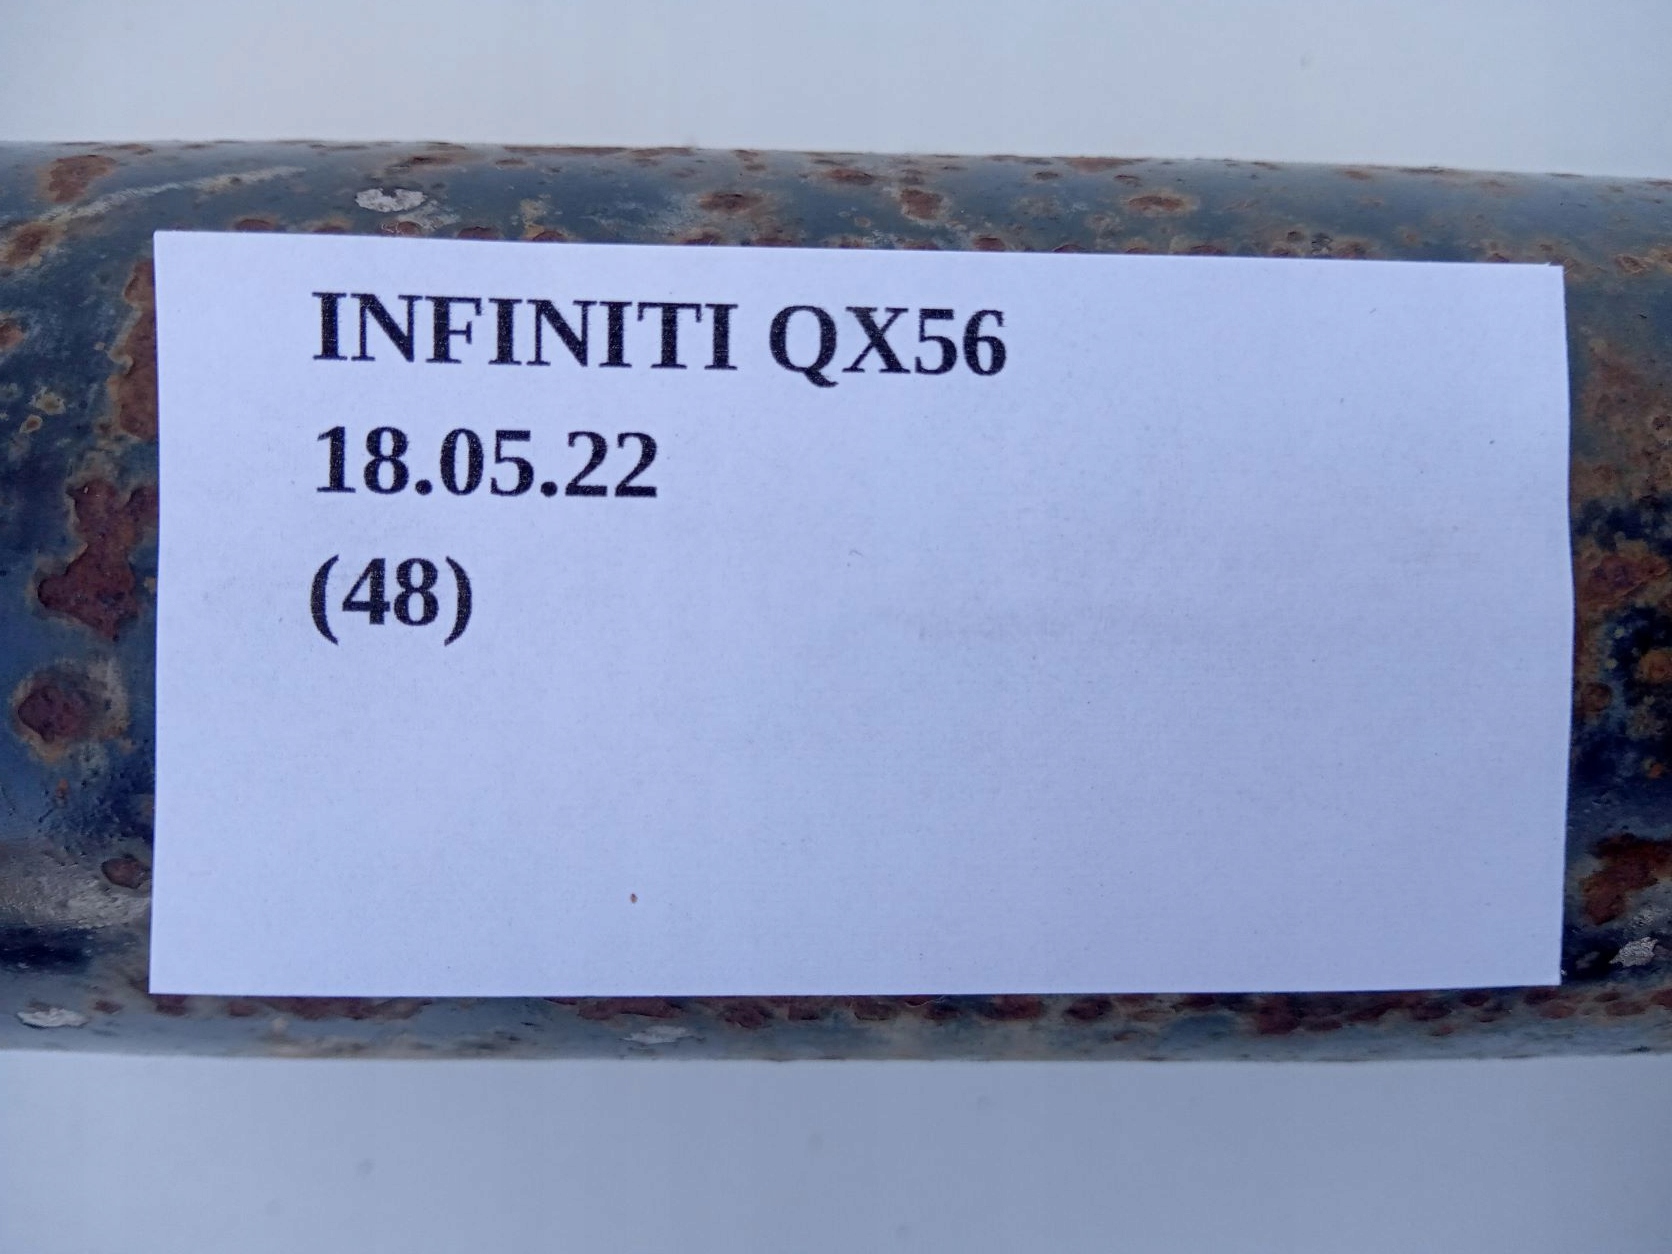 INFINITI QX56
18.05.22
(48)